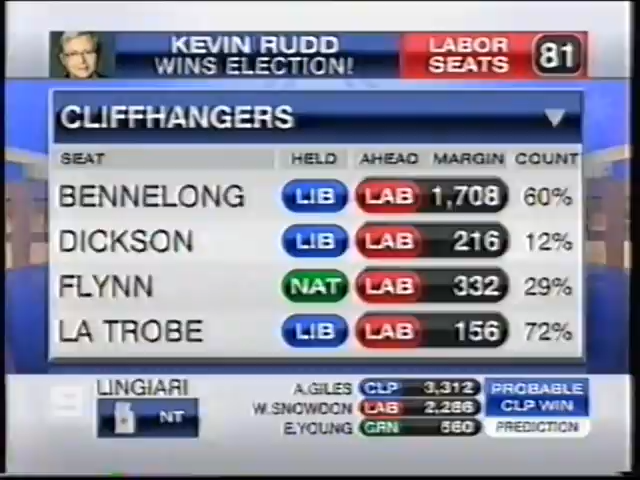 KEVIN RUDD
WINS ELECTION!
LABOR
SEATS
81
CLIFFHANGERS
SEAT HELD AHEAD MARGIN COUNT
BENNELONG LIB LAB 1,708 60%
DICKSON LIB LAB 216 12%
FLYNN NAT LAB 332 29%
LA TROBE LIB LAB 156 72%
LINGIARI
NT
A.GILES CLP 3,312
W.SNOWDON LAB 2,266
E.YOUNG GRN 560
PROBABLE
CLP WIN
PREDICTION